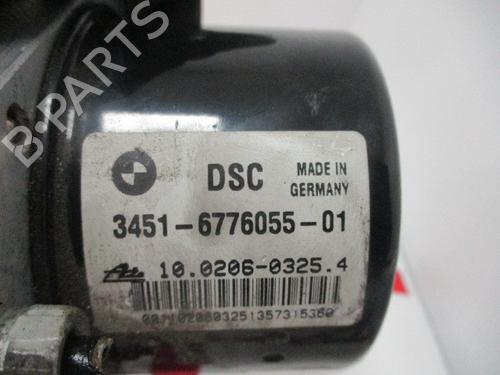 B-PARTS
DSC
MADE IN
GERMANY
3451-6776055-01
Ate 10.0206-0325.4